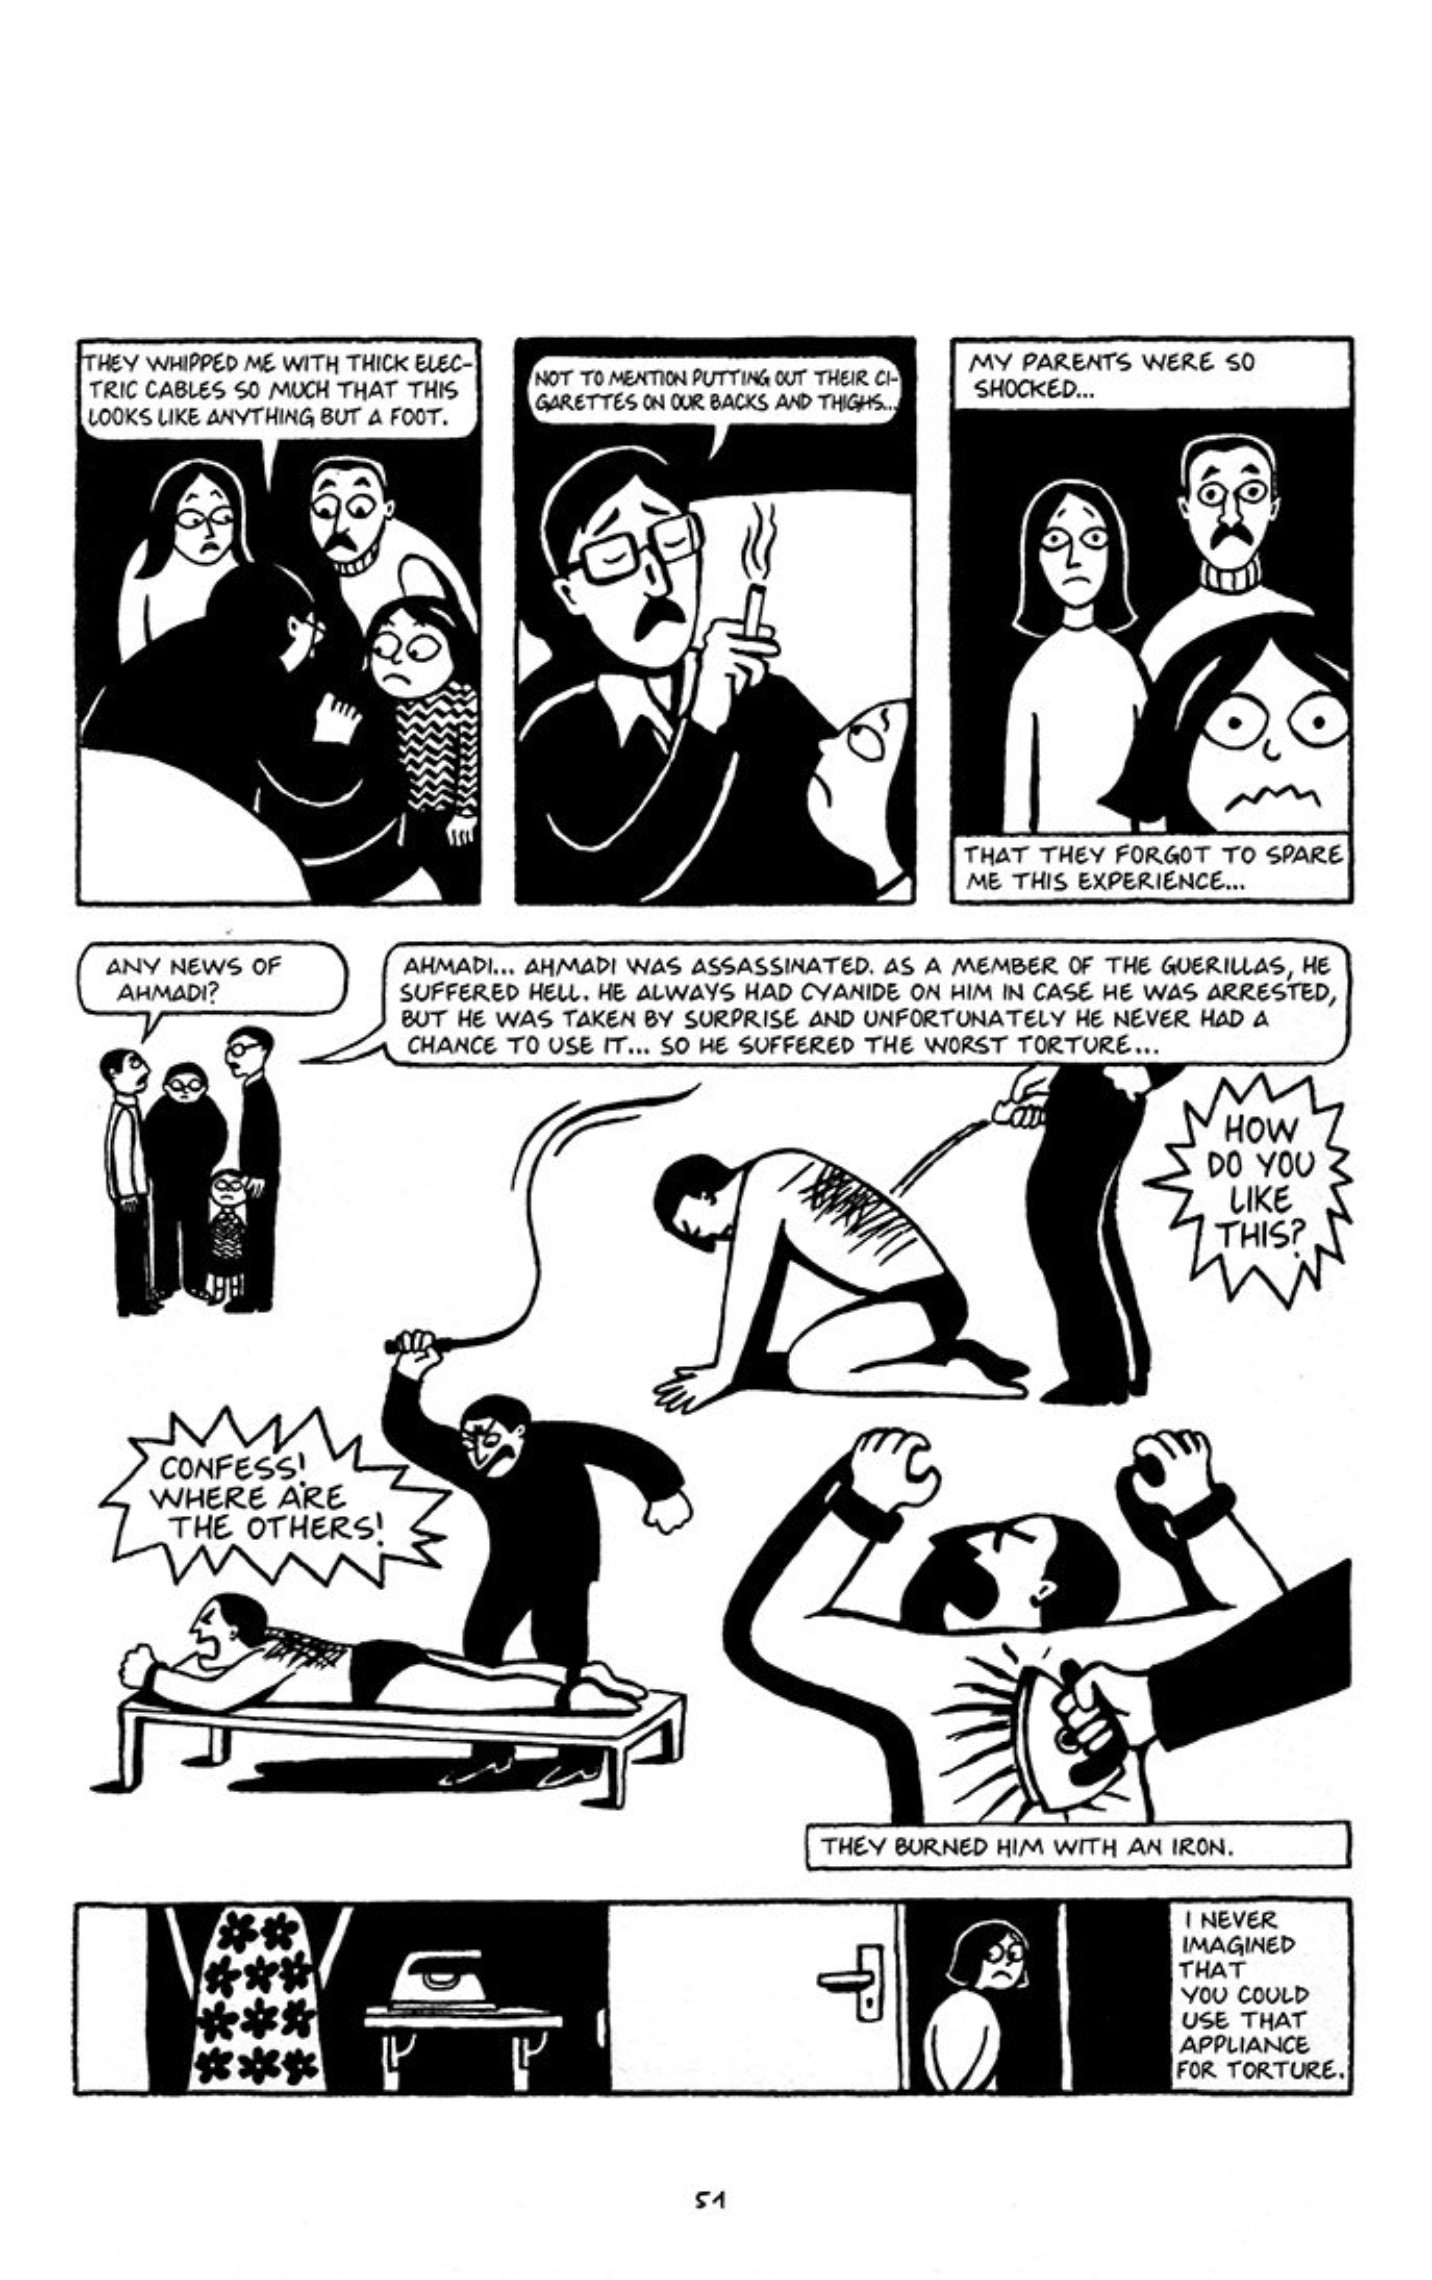 THEY WHIPPED ME WITH THICK ELEC-
TRIC CABLES SO MUCH THAT THIS
LOOKS LIKE ANYTHING BUT A FOOT.
NOT TO MENTION PUTTING OUT THEIR CI-
GARETTES ON OUR BACKS AND THIGHS...
MY PARENTS WERE SO
SHOCKED...
THAT THEY FORGOT TO SPARE
ME THIS EXPERIENCE...
ANY NEWS OF
AHMADI?
AHMADI... AHMADI WAS ASSASSINATED. AS A MEMBER OF THE GUERILLAS, HE
SUFFERED HELL. HE ALWAYS HAD CYANIDE ON HIM IN CASE HE WAS ARRESTED,
BUT HE WAS TAKEN BY SURPRISE AND UNFORTUNATELY HE NEVER HAD A
CHANCE TO USE IT... SO HE SUFFERED THE WORST TORTURE...
HOW
DO YOU
LIKE
THIS?
CONFESS!
WHERE ARE
THE OTHERS!
THEY BURNED HIM WITH AN IRON.
I NEVER
IMAGINED
THAT
YOU COULD
USE THAT
APPLIANCE
FOR TORTURE.
51